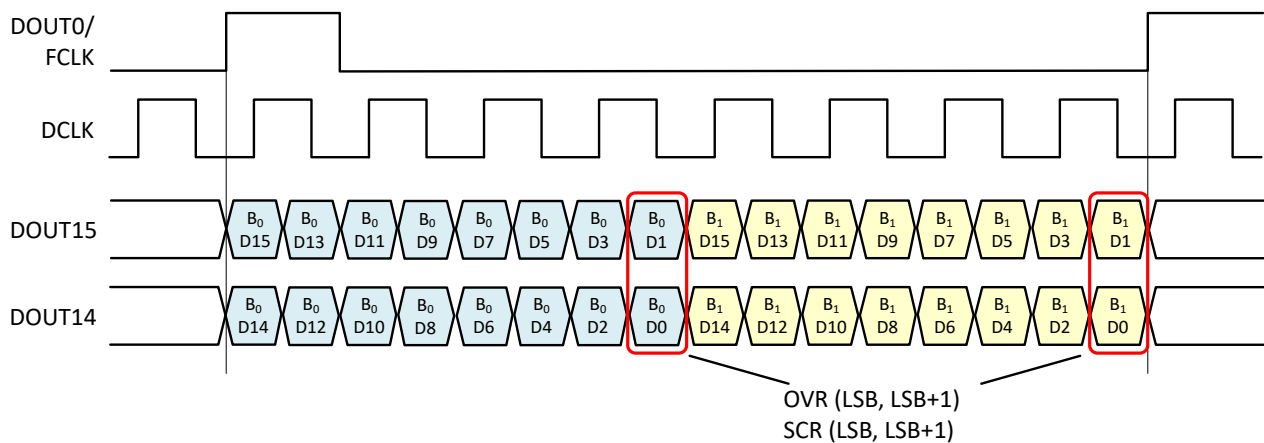 DOUT0/
FCLK
DCLK
DOUT15
B0 B0 B0 B0 B0 B0 B0 B0 B1 B1 B1 B1 B1 B1 B1 B1
D15 D13 D11 D9 D7 D5 D3 D1 D15 D13 D11 D9 D7 D5 D3 D1
DOUT14
B0 B0 B0 B0 B0 B0 B0 B0 B1 B1 B1 B1 B1 B1 B1 B1
D14 D12 D10 D8 D6 D4 D2 D0 D14 D12 D10 D8 D6 D4 D2 D0
OVR (LSB, LSB+1)
SCR (LSB, LSB+1)